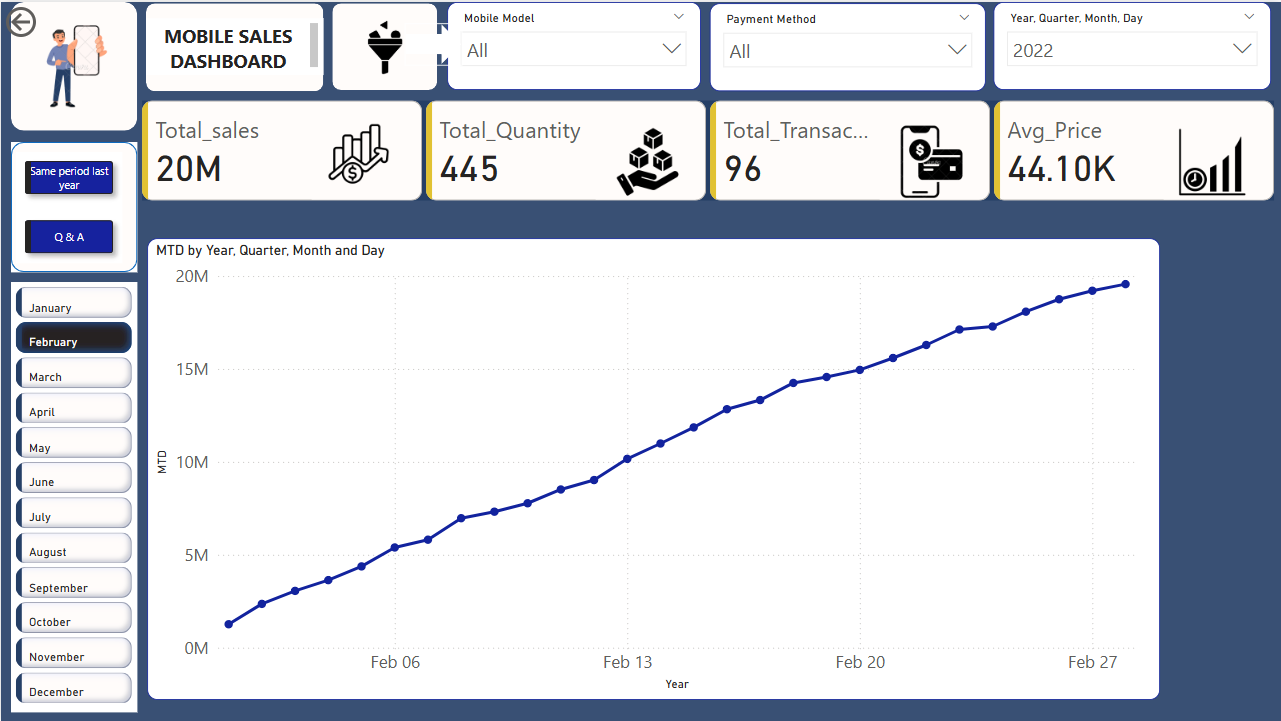 MOBILE SALES
DASHBOARD
Mobile Model
All
Payment Method
All
Year, Quarter, Month, Day
2022
Total_sales
20M
Total_Quantity
445
Total_Transac...
96
Avg_Price
44.10K
Same period last
year
Q & A
January
February
March
April
May
June
July
August
September
October
November
December
MTD by Year, Quarter, Month and Day
20M
15M
10M
5M
0M
MTD
Feb 06
Feb 13
Feb 20
Feb 27
Year